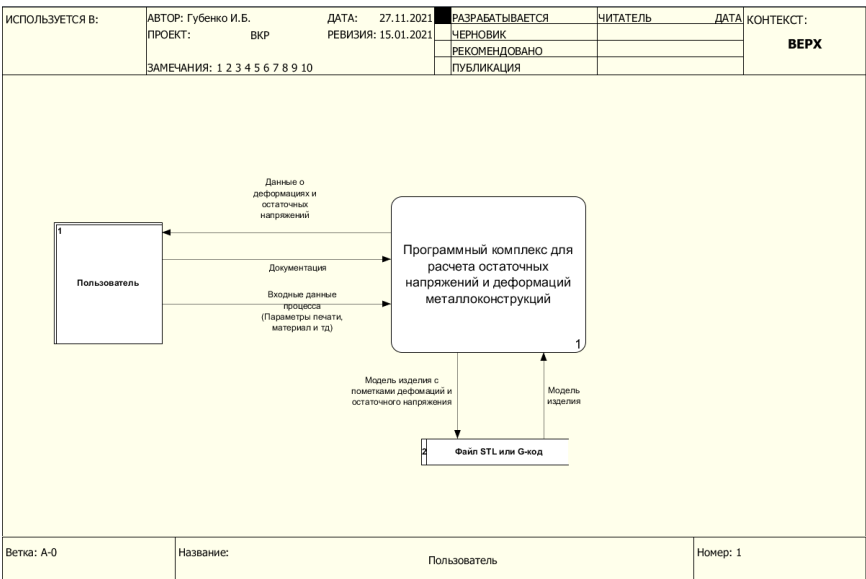 ИСПОЛЬЗУЕТСЯ В:
АВТОР: Губенко И.Б.
ДАТА: 27.11.2021
ПРОЕКТ: ВКР
РЕВИЗИЯ: 15.01.2021
ЗАМЕЧАНИЯ: 1 2 3 4 5 6 7 8 9 10
РАЗРАБАТЫВАЕТСЯ
ЧЕРНОВИК
РЕКОМЕНДОВАНО
ПУБЛИКАЦИЯ
ЧИТАТЕЛЬ
ДАТА
КОНТЕКСТ:
ВЕРХ
Данные о
деформациях и
остаточных
напряжений
1
Пользователь
Документация
Входные данные
процесса
(Параметры печати,
материал и тд)
Программный комплекс для
расчета остаточных
напряжений и деформаций
металлоконструкций
1
Модель изделия с
пометками дефомаций и
остаточного напряжения
Модель
изделия
2
Файл STL или G-код
Ветка: A-0
Название:
Пользователь
Номер: 1